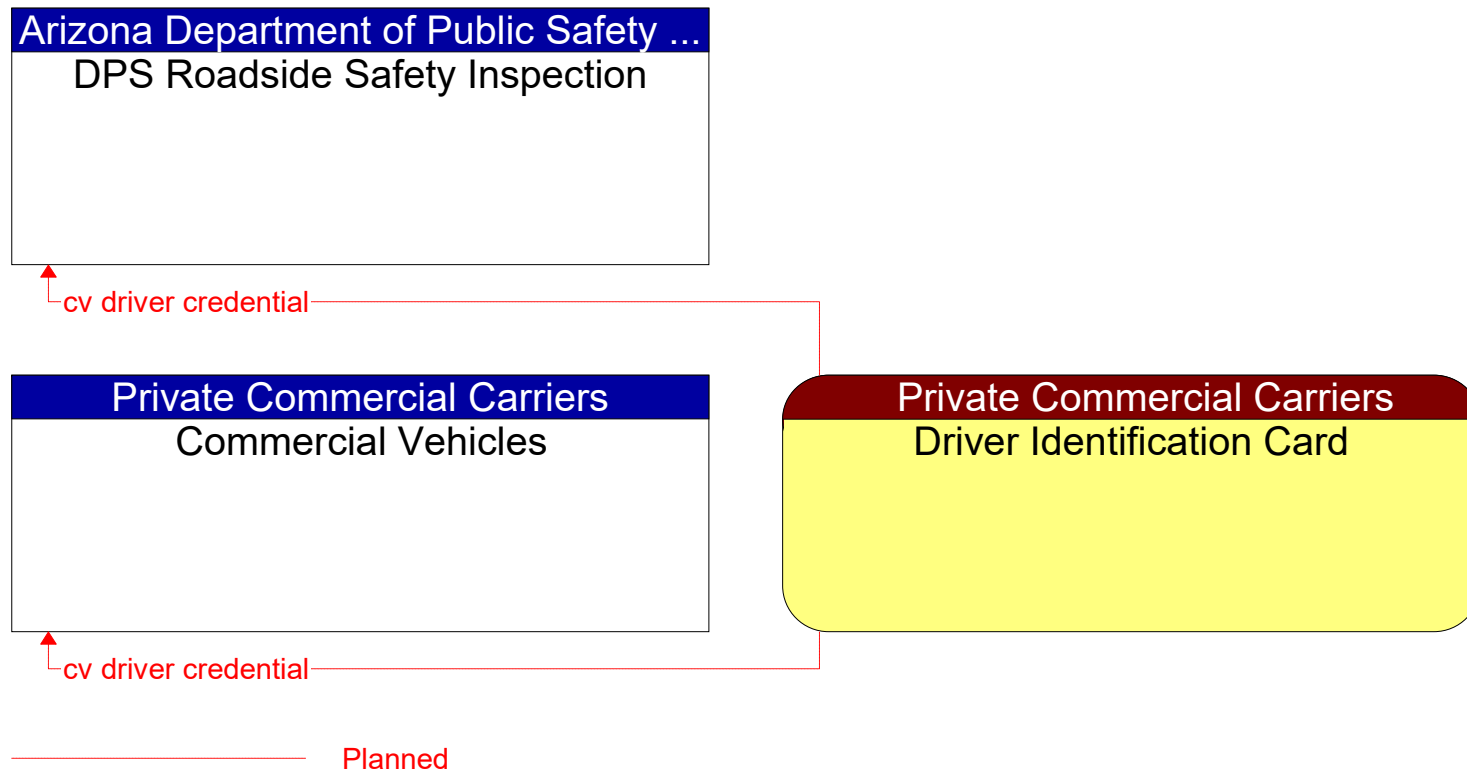 Arizona Department of Public Safety ...
DPS Roadside Safety Inspection
cv driver credential
Private Commercial Carriers
Commercial Vehicles
Private Commercial Carriers
Driver Identification Card
cv driver credential
Planned